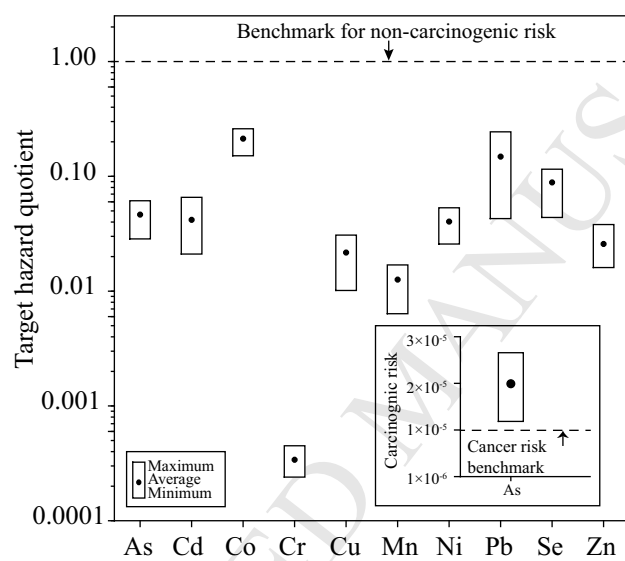 Benchmark for non-carcinogenic risk
1.00
0.10
0.01
0.001
0.0001
Target hazard quotient
Maximum
Average
Minimum
3×10⁻⁵
2×10⁻⁵
1×10⁻⁵
1×10⁻⁶
Carcinognic risk
Cancer risk
benchmark
As
As Cd Co Cr Cu Mn Ni Pb Se Zn
ED MANUS